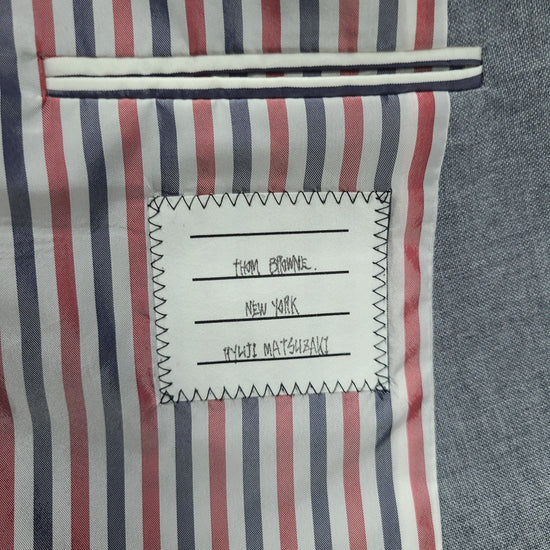 THOM BROWNE.
NEW YORK
RYUJI MATSUZAKI